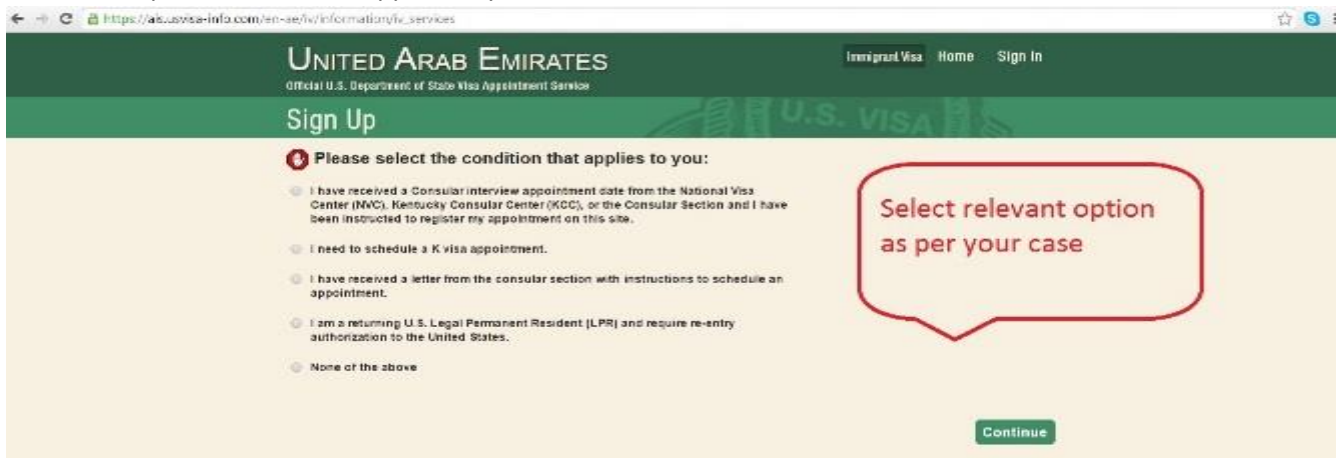 https://ais.usvisa-info.com/en-ae/iv/information/iv_services
UNITED ARAB EMIRATES
Official U.S. Department of State Visa Appointment Service
Immigrant Visa Home Sign In
Sign Up
U.S. VISA
Please select the condition that applies to you:
I have received a Consular interview appointment date from the National Visa
Center (NVC), Kentucky Consular Center (KCC), or the Consular Section and I have
been instructed to register my appointment on this site.
I need to schedule a K visa appointment.
I have received a letter from the consular section with instructions to schedule an
appointment.
I am a returning U.S. Legal Permanent Resident (LPR) and require re-entry
authorization to the United States.
None of the above
Select relevant option
as per your case
Continue